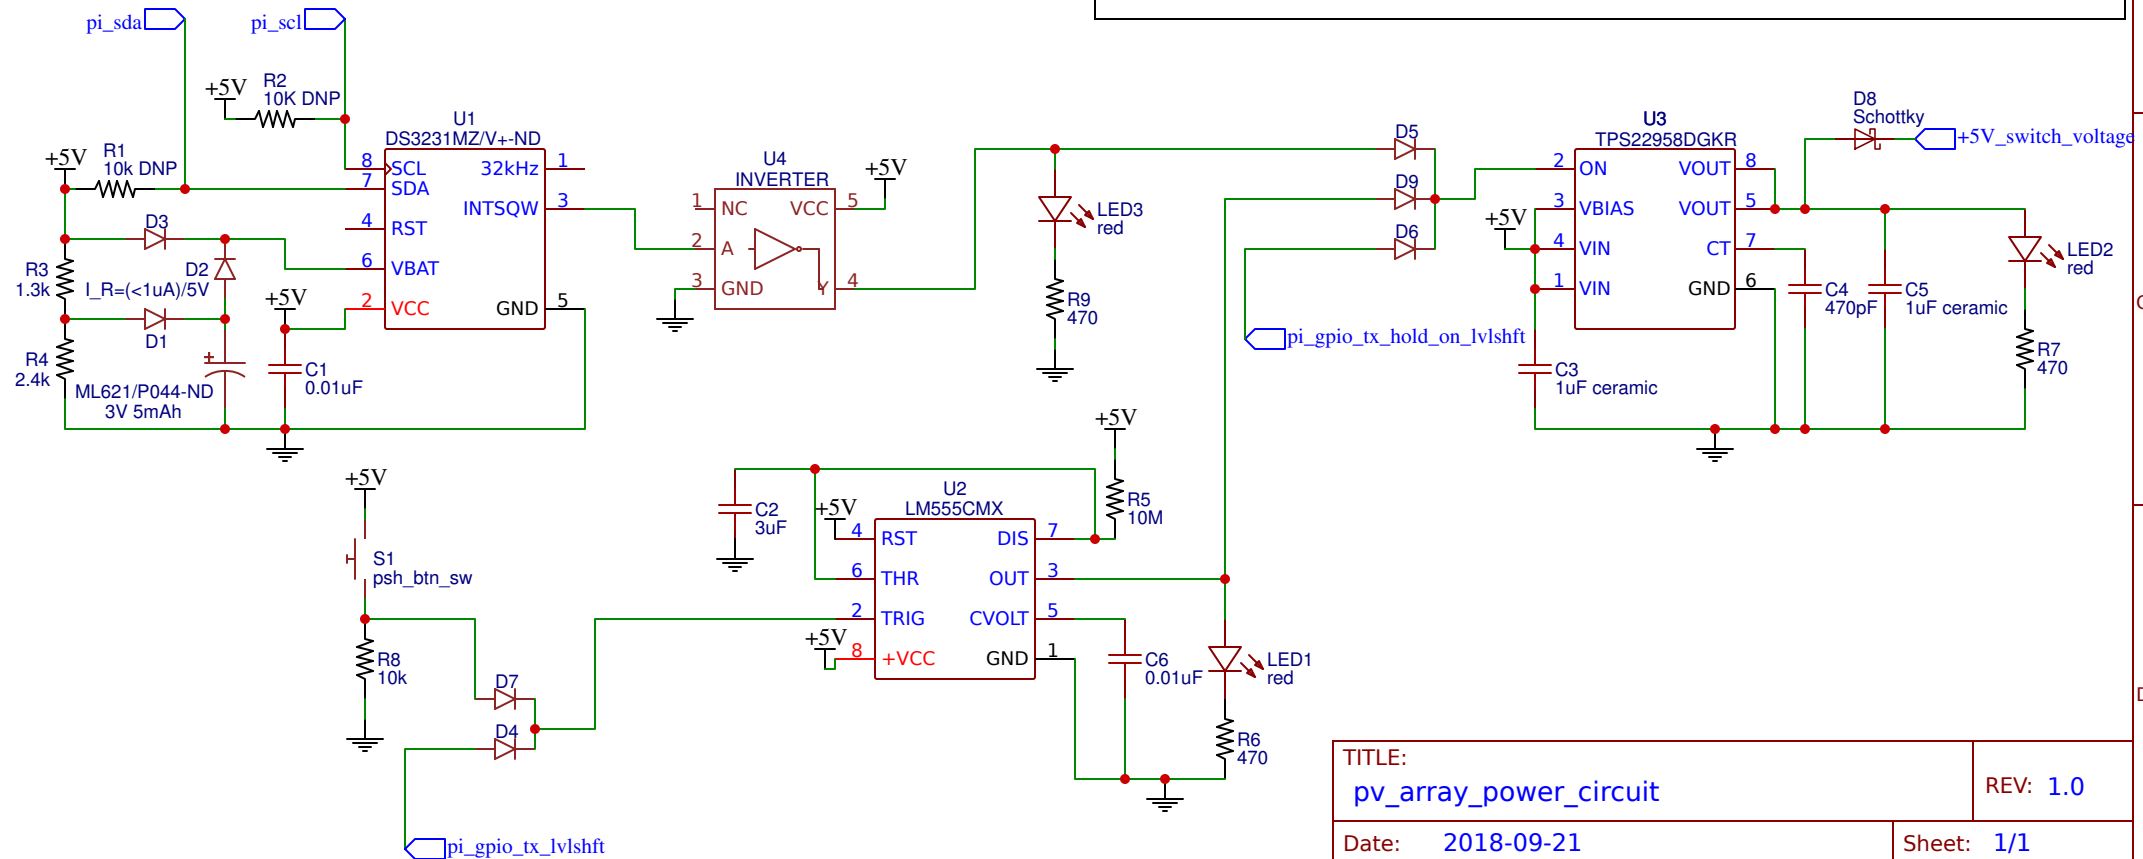 pi_sda
pi_scl
+5V
R2
10K DNP
+5V
R1
10k DNP
U1
DS3231MZ/V+-ND
8
SCL
7
SDA
4
RST
6
VBAT
2
VCC
32kHz
1
INTSQW
3
GND
5
D3
D2
I_R=(<1uA)/5V
D1
R3
1.3k
R4
2.4k
+
ML621/P044-ND
3V 5mAh
+5V
C1
0.01uF
U4
INVERTER
1
NC
2
A
3
GND
VCC
5
Y
4
+5V
LED3
red
R9
470
D5
D9
D6
pi_gpio_tx_hold_on_lvlshft
U3
TPS22958DGKR
2
ON
3
VBIAS
4
VIN
1
VIN
VOUT
8
VOUT
5
CT
7
GND
6
+5V
C3
1uF ceramic
C4
470pF
C5
1uF ceramic
D8
Schottky
+5V_switch_voltage
LED2
red
R7
470
C
+5V
S1
psh_btn_sw
R8
10k
D7
D4
pi_gpio_tx_lvlshft
C2
3uF
+5V
U2
LM555CMX
4
RST
6
THR
2
TRIG
8
+VCC
+5V
DIS
7
OUT
3
CVOLT
5
GND
1
+5V
R5
10M
C6
0.01uF
LED1
red
R6
470
D
TITLE:
pv_array_power_circuit
REV: 1.0
Date: 2018-09-21
Sheet: 1/1